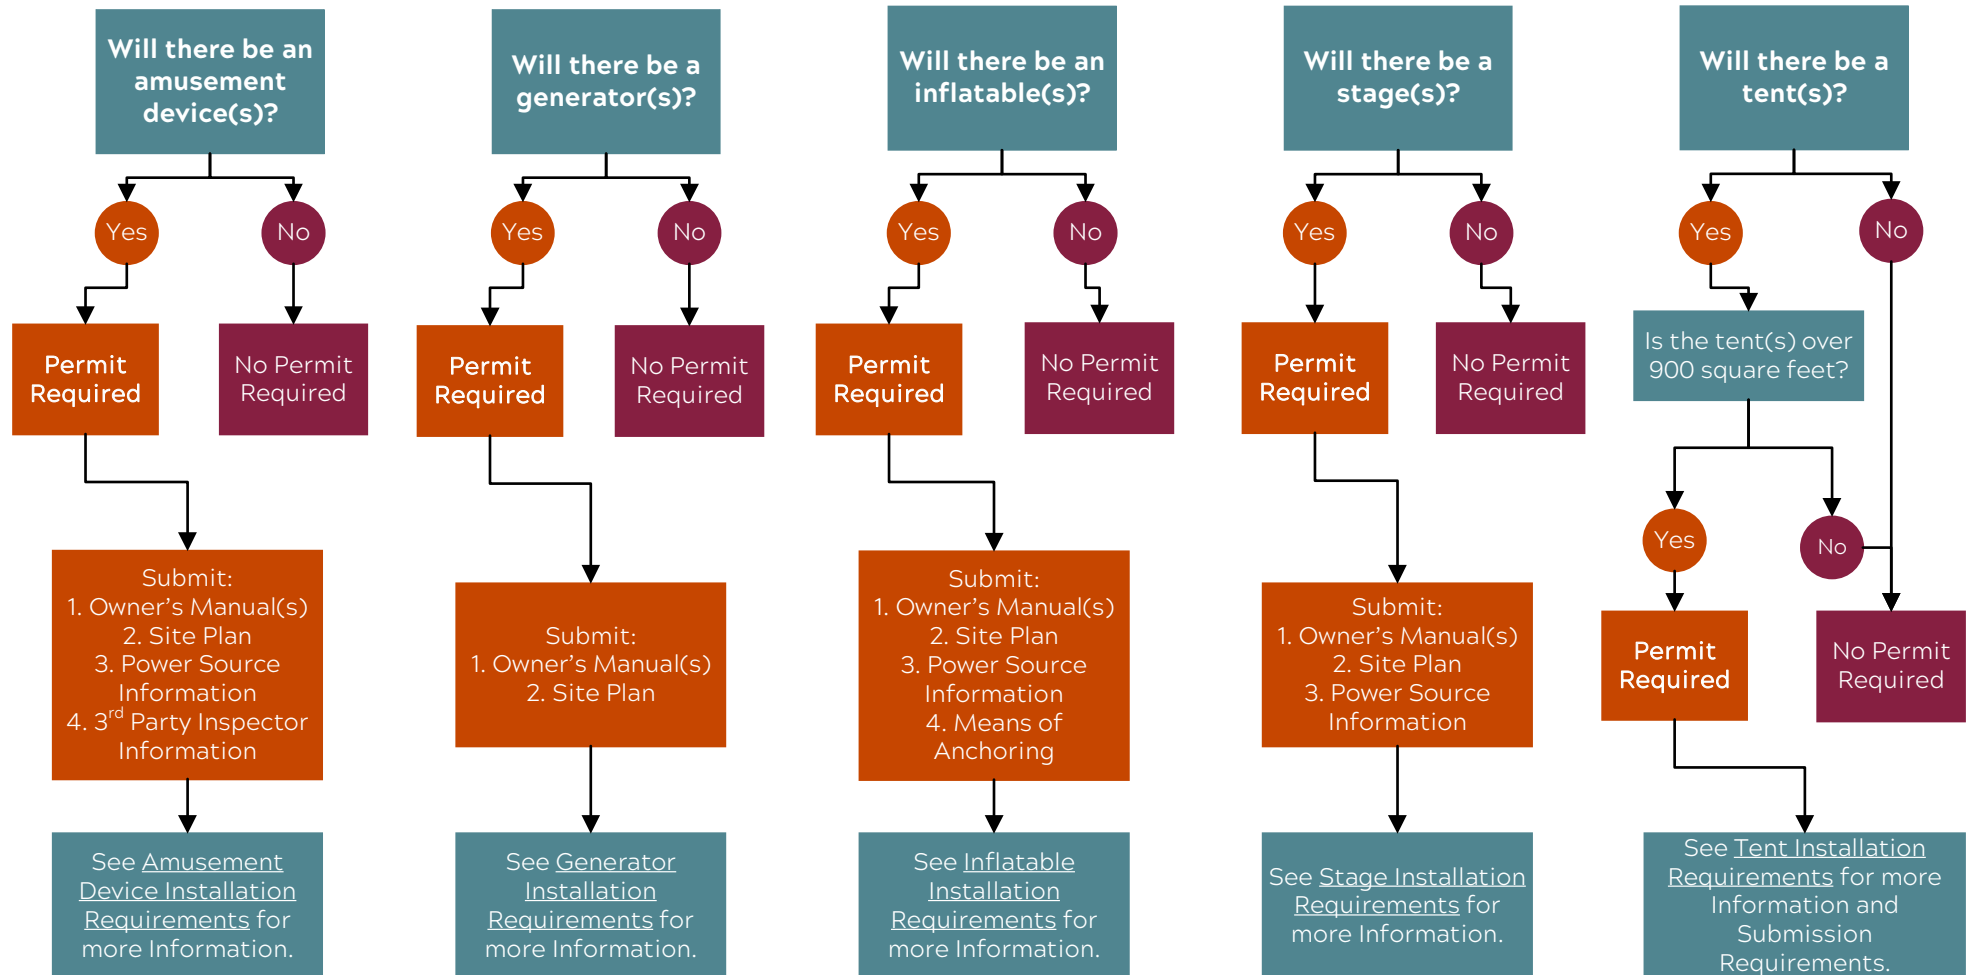 Will there be an
amusement
device(s)?
Yes
No
Permit
Required
No Permit
Required
Submit:
1. Owner's Manual(s)
2. Site Plan
3. Power Source
Information
4. 3rd Party Inspector
Information
See Amusement
Device Installation
Requirements for
more Information.
Will there be a
generator(s)?
Yes
No
Permit
Required
No Permit
Required
Submit:
1. Owner's Manual(s)
2. Site Plan
See Generator
Installation
Requirements for
more Information.
Will there be an
inflatable(s)?
Yes
No
Permit
Required
No Permit
Required
Submit:
1. Owner's Manual(s)
2. Site Plan
3. Power Source
Information
4. Means of
Anchoring
See Inflatable
Installation
Requirements for
more Information.
Will there be a
stage(s)?
Yes
No
Permit
Required
No Permit
Required
Submit:
1. Owner's Manual(s)
2. Site Plan
3. Power Source
Information
See Stage Installation
Requirements for
more Information.
Will there be a
tent(s)?
Yes
No
Is the tent(s) over
900 square feet?
Yes
No
Permit
Required
No Permit
Required
See Tent Installation
Requirements for more
Information and
Submission
Requirements.